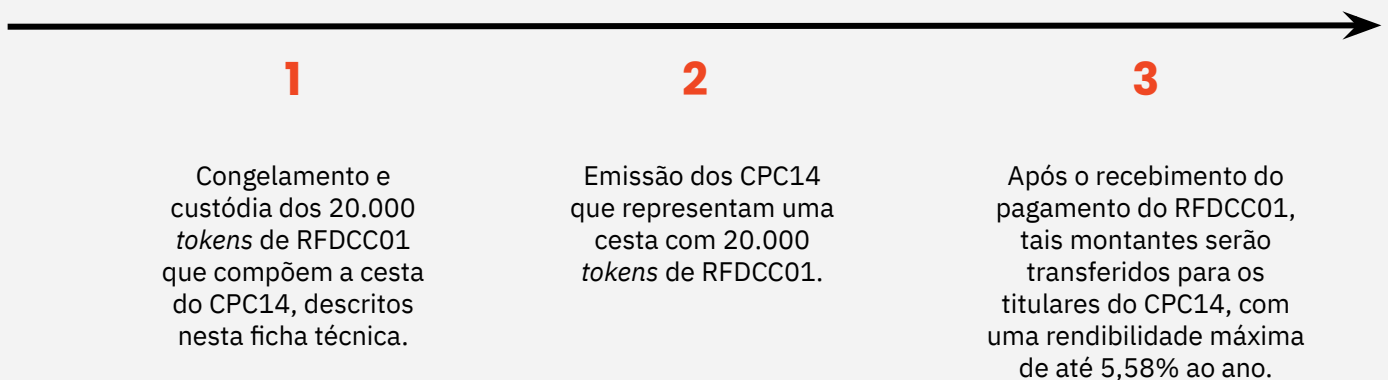 1
Congelamento e
custódia dos 20.000
tokens de RFDCC01
que compõem a cesta
do CPC14, descritos
nesta ficha técnica.
2
Emissão dos CPC14
que representam uma
cesta com 20.000
tokens de RFDCC01.
3
Após o recebimento do
pagamento do RFDCC01,
tais montantes serão
transferidos para os
titulares do CPC14, com
uma rendibilidade máxima
de até 5,58% ao ano.